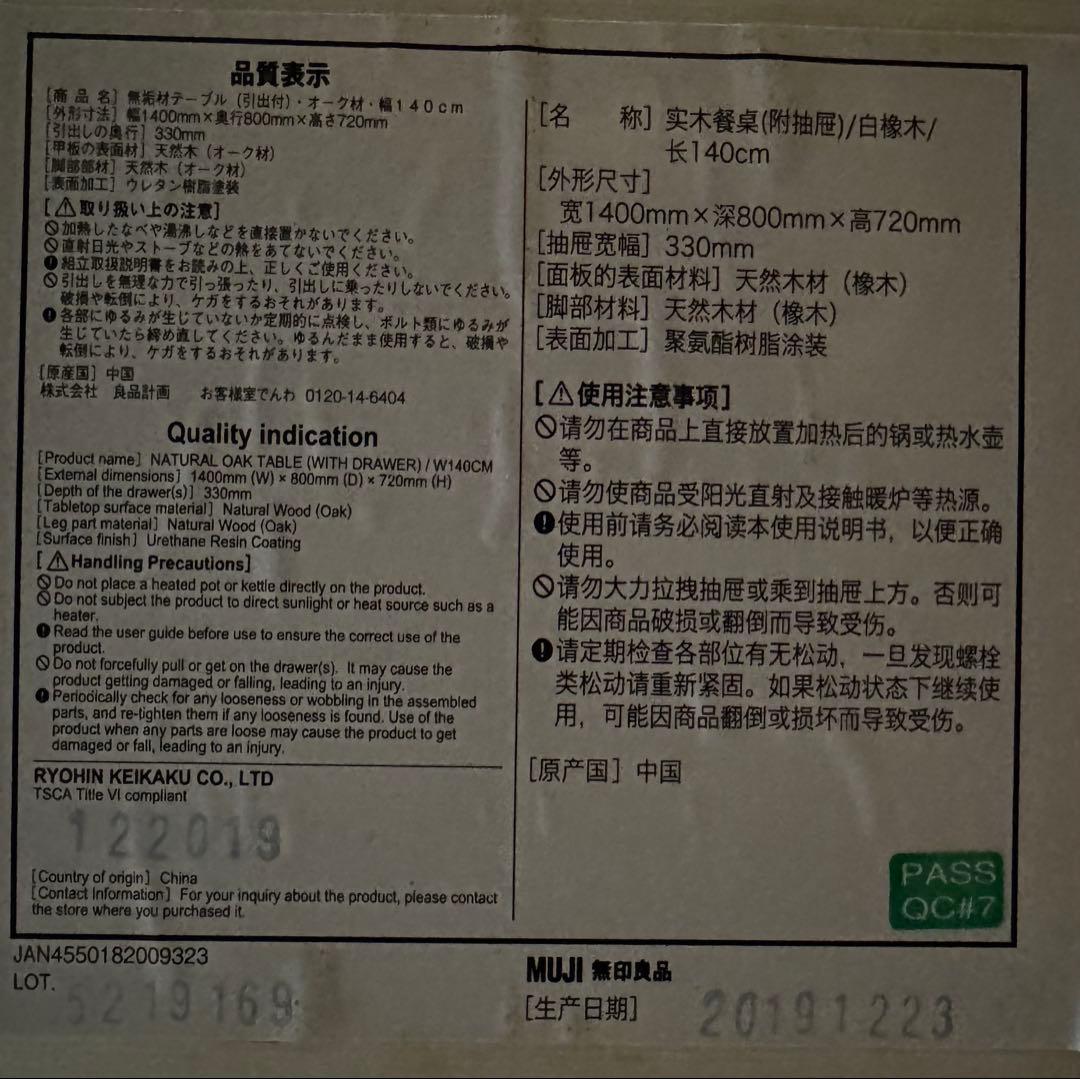 品質表示
[商 品 名] 無垢材テーブル（引出付）・オーク材・幅１４０ｃｍ
[外形寸法] 幅1400mm×奥行800mm×高さ720mm
[引出しの奥行] 330mm
[甲板の表面材] 天然木（オーク材）
[脚部部材] 天然木（オーク材）
[表面加工] ウレタン樹脂塗装
[⚠取り扱い上の注意]
🚫加熱したなべや湯沸しなどを直接置かないでください。
🚫直射日光やストーブなどの熱をあてないでください。
❗組立取扱説明書をお読みの上、正しくご使用ください。
🚫引出しを無理な力で引っ張ったり、引出しに乗ったりしないでください。
破損や転倒により、ケガをするおそれがあります。
❗各部にゆるみが生じていないか定期的に点検し、ボルト類にゆるみが
生じていたら締め直してください。ゆるんだまま使用すると、破損や
転倒により、ケガをするおそれがあります。
[原産国] 中国
株式会社 良品計画 お客様室でんわ 0120-14-6404
Quality indication
[Product name] NATURAL OAK TABLE (WITH DRAWER) / W140CM
[External dimensions] 1400mm (W) × 800mm (D) × 720mm (H)
[Depth of the drawer(s)] 330mm
[Tabletop surface material] Natural Wood (Oak)
[Leg part material] Natural Wood (Oak)
[Surface finish] Urethane Resin Coating
[⚠Handling Precautions]
🚫Do not place a heated pot or kettle directly on the product.
🚫Do not subject the product to direct sunlight or heat source such as a
heater.
❗Read the user guide before use to ensure the correct use of the
product.
🚫Do not forcefully pull or get on the drawer(s). It may cause the
product getting damaged or falling, leading to an injury.
❗Periodically check for any looseness or wobbling in the assembled
parts, and re-tighten them if any looseness is found. Use of the
product when any parts are loose may cause the product to get
damaged or fall, leading to an injury.
RYOHIN KEIKAKU CO., LTD
TSCA Title VI compliant
122019
[Country of origin] China
[Contact Information] For your inquiry about the product, please contact
the store where you purchased it.
[名 称] 实木餐桌(附抽屉)/白橡木/
长140cm
[外形尺寸]
宽1400mm×深800mm×高720mm
[抽屉宽幅] 330mm
[面板的表面材料] 天然木材（橡木）
[脚部材料] 天然木材（橡木）
[表面加工] 聚氨酯树脂涂装
[⚠使用注意事项]
🚫请勿在商品上直接放置加热后的锅或热水壶
等。
🚫请勿使商品受阳光直射及接触暖炉等热源。
❗使用前请务必阅读本使用说明书，以便正确
使用。
🚫请勿大力拉拽抽屉或乘到抽屉上方。否则可
能因商品破损或翻倒而导致受伤。
❗请定期检查各部位有无松动，一旦发现螺栓
类松动请重新紧固。如果松动状态下继续使
用，可能因商品翻倒或损坏而导致受伤。
[原产国] 中国
PASS
QC#7
JAN4550182009323
LOT.
5219169
MUJI 無印良品
[生产日期] 20191223